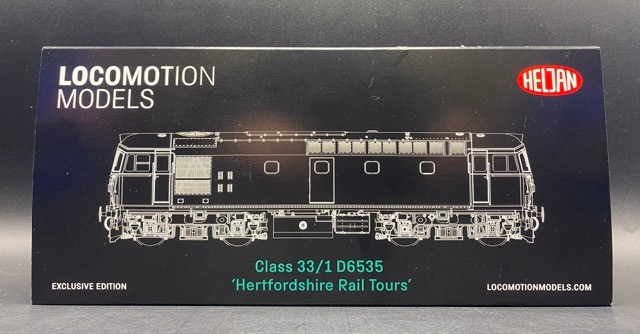 LOCOMOTION
MODELS
HELJAN
Class 33/1 D6535
'Hertfordshire Rail Tours'
EXCLUSIVE EDITION
LOCOMOTIONMODELS.COM